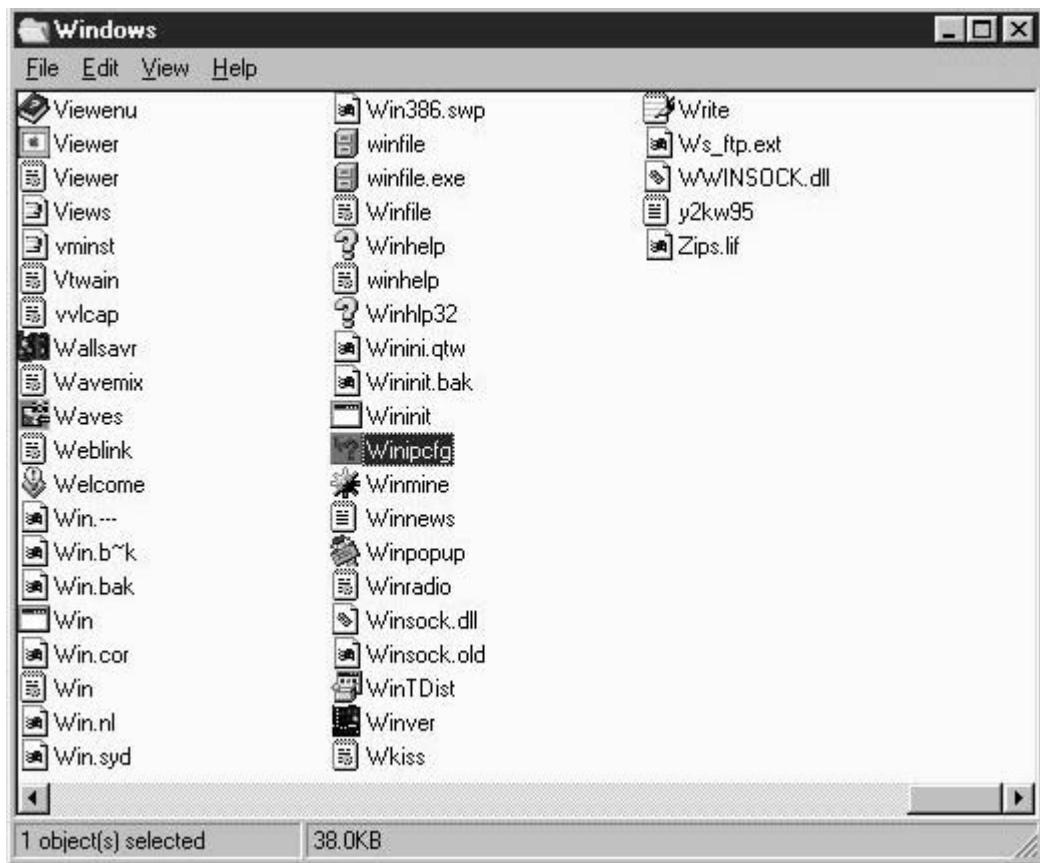 Windows
File Edit View Help
Viewenu
Viewer
Viewer
Views
vminst
Vtwain
vvlcap
Wallsavr
Wavemix
Waves
Weblink
Welcome
Win.---
Win.b~k
Win.bak
Win
Win.cor
Win
Win.nl
Win.syd
Win386.swp
winfile
winfile.exe
Winfile
Winhelp
winhelp
Winhlp32
Winini.qtw
Wininit.bak
Wininit
Winipcfg
Winmine
Winnews
Winpopup
Winradio
Winsock.dll
Winsock.old
WinTDist
Winver
Wkiss
Write
Ws_ftp.ext
WWINSOCK.dll
y2kw95
Zips.lif
1 object(s) selected
38.0KB